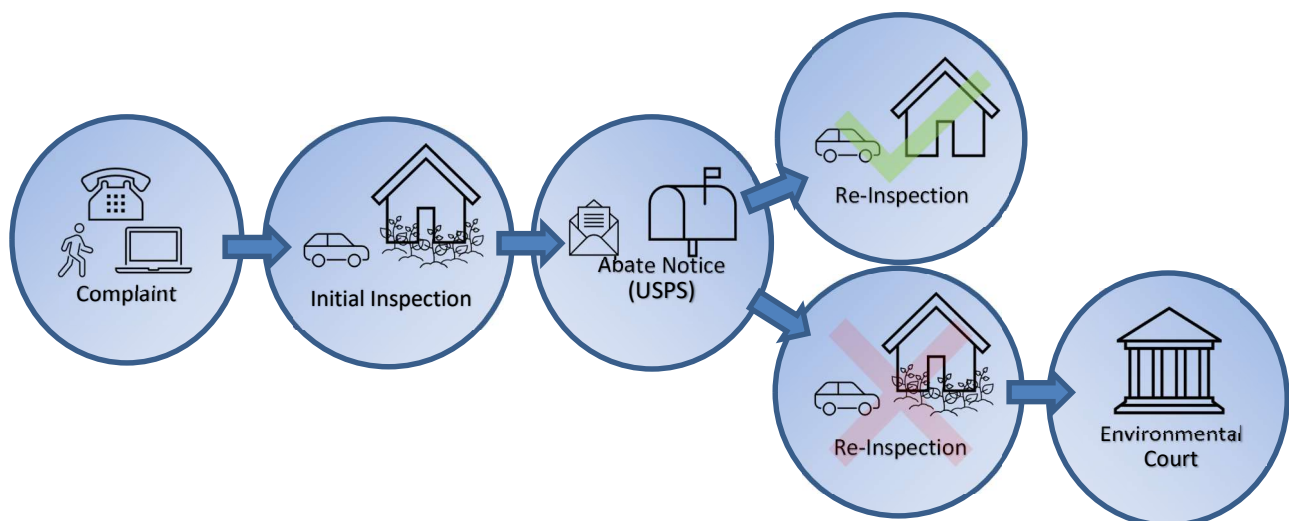 Complaint
Initial Inspection
Abate Notice
(USPS)
Re-Inspection
Re-Inspection
Environmental
Court